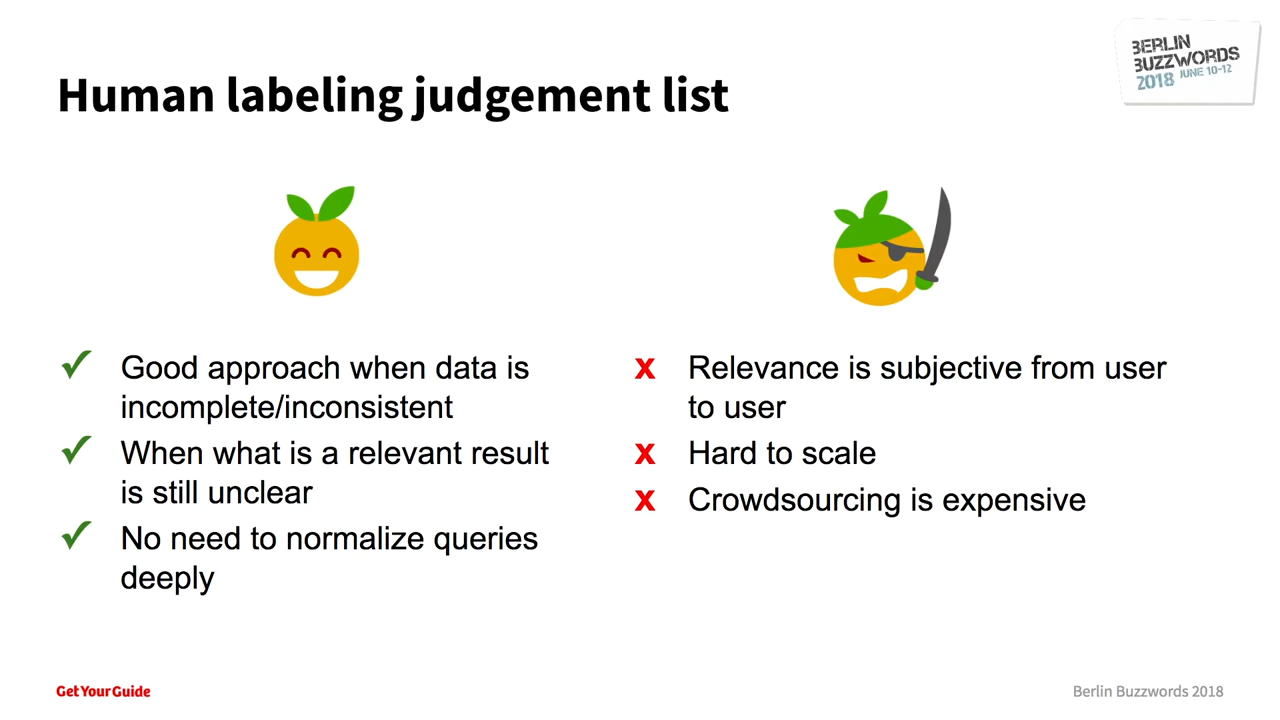 BERLIN
BUZZWORDS
2018 JUNE 10-12
Human labeling judgement list
✓ Good approach when data is
incomplete/inconsistent
✓ When what is a relevant result
is still unclear
✓ No need to normalize queries
deeply
x Relevance is subjective from user
to user
x Hard to scale
x Crowdsourcing is expensive
GetYourGuide
Berlin Buzzwords 2018